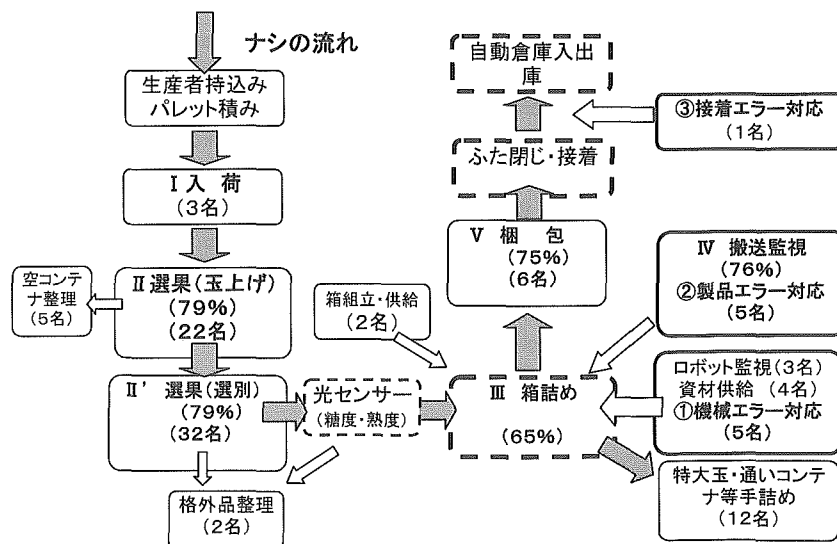 ナシの流れ
生産者持込み
パレット積み
Ⅰ入 荷
(3名)
Ⅱ選果(玉上げ)
(79%)
(22名)
空コンテ
ナ整理
(5名)
Ⅱ' 選果(選別)
(79%)
(32名)
格外品整理
(2名)
光センサー
(糖度・熟度)
箱組立・供給
(2名)
Ⅲ 箱詰め
(65%)
Ⅴ 梱 包
(75%)
(6名)
ふた閉じ・接着
自動倉庫入出
庫
③接着エラー対応
(1名)
Ⅳ 搬送監視
(76%)
②製品エラー対応
(5名)
ロボット監視(3名)
資材供給 (4名)
①機械エラー対応
(5名)
特大玉・通いコンテ
ナ等手詰め
(12名)